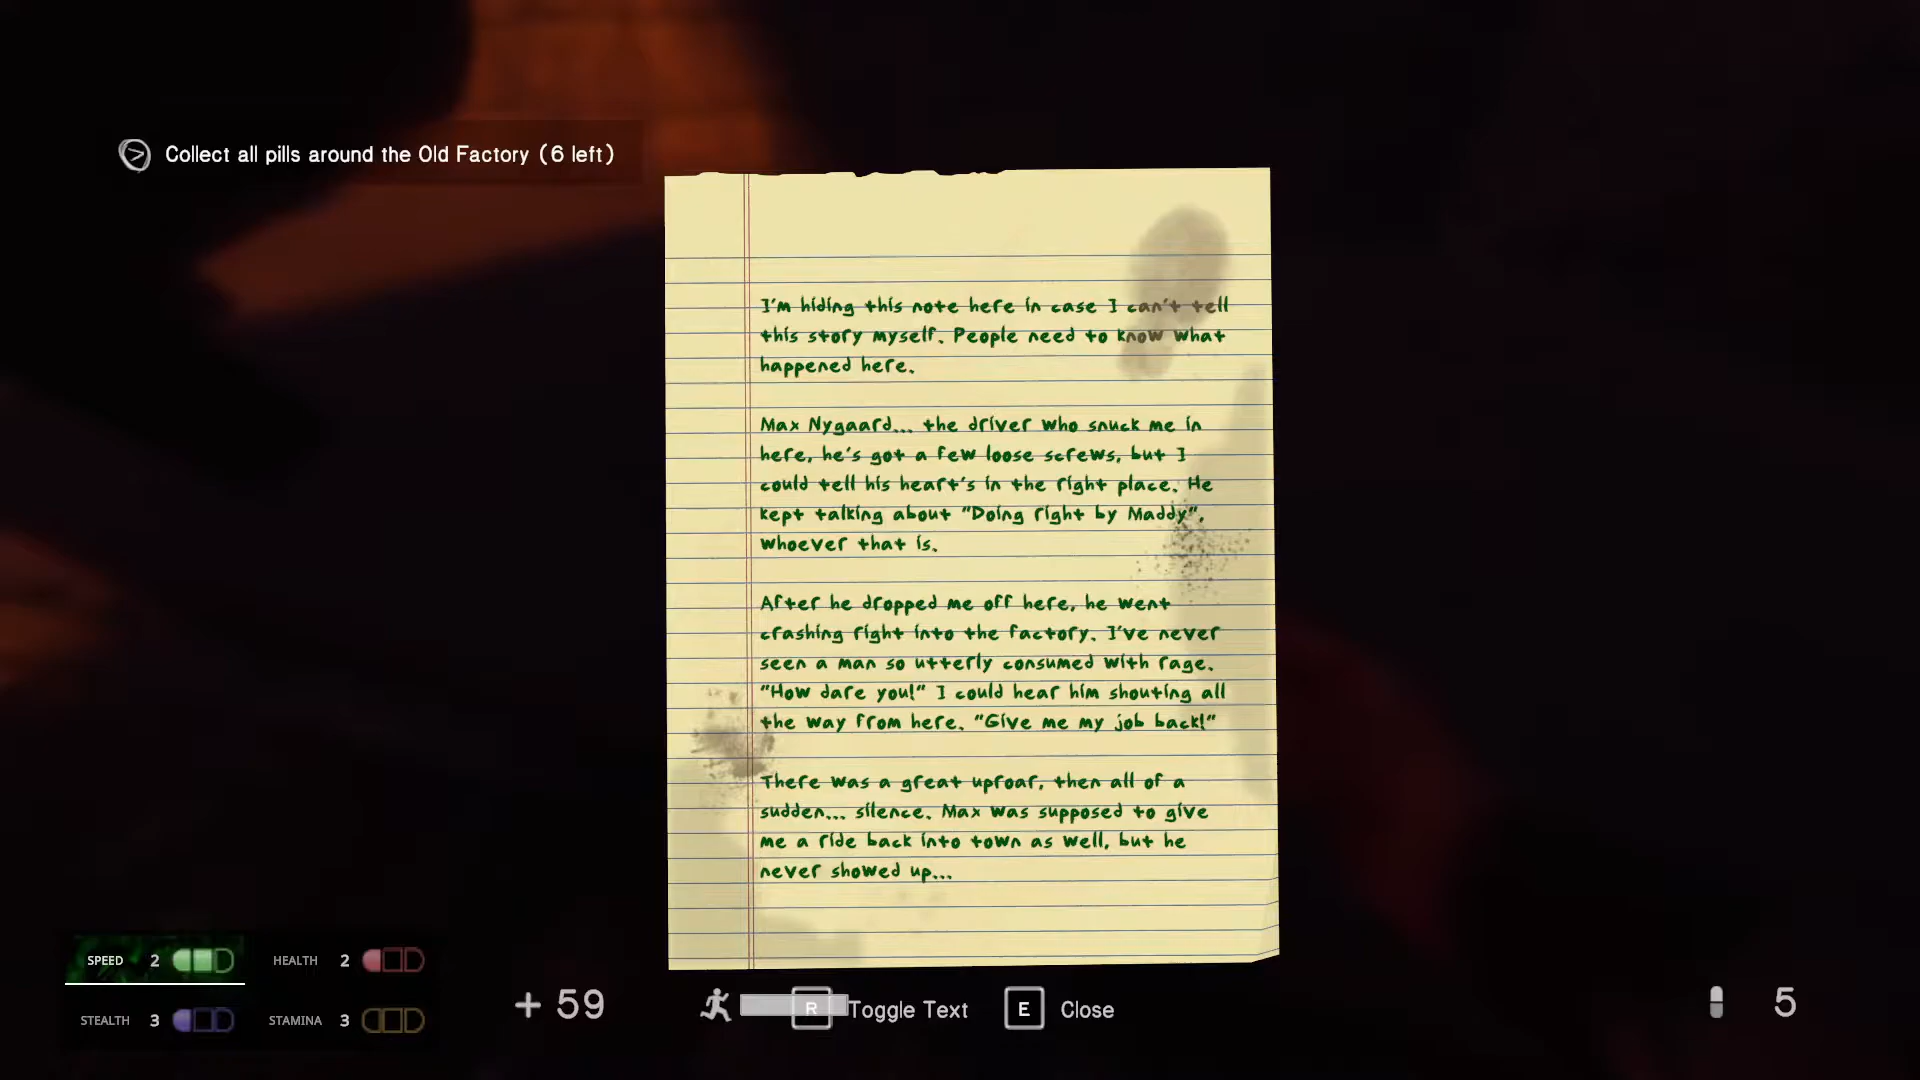 Collect all pills around the Old Factory (6 left)
I'm hiding this note here in case I can't tell
this story myself. People need to know what
happened here.
Max Nygaard... the driver who snuck me in
here, he's got a few loose screws, but I
could tell his heart's in the right place. He
kept talking about "Doing right by Maddy",
whoever that is.
After he dropped me off here, he went
crashing right into the factory. I've never
seen a man so utterly consumed with rage.
"How dare you!" I could hear him shouting all
the way from here. "Give me my job back!"
There was a great uproar, then all of a
sudden... silence. Max was supposed to give
me a ride back into town as well, but he
never showed up...
SPEED 2
HEALTH 2
STEALTH 3
STAMINA 3
+ 59
R Toggle Text
E Close
5